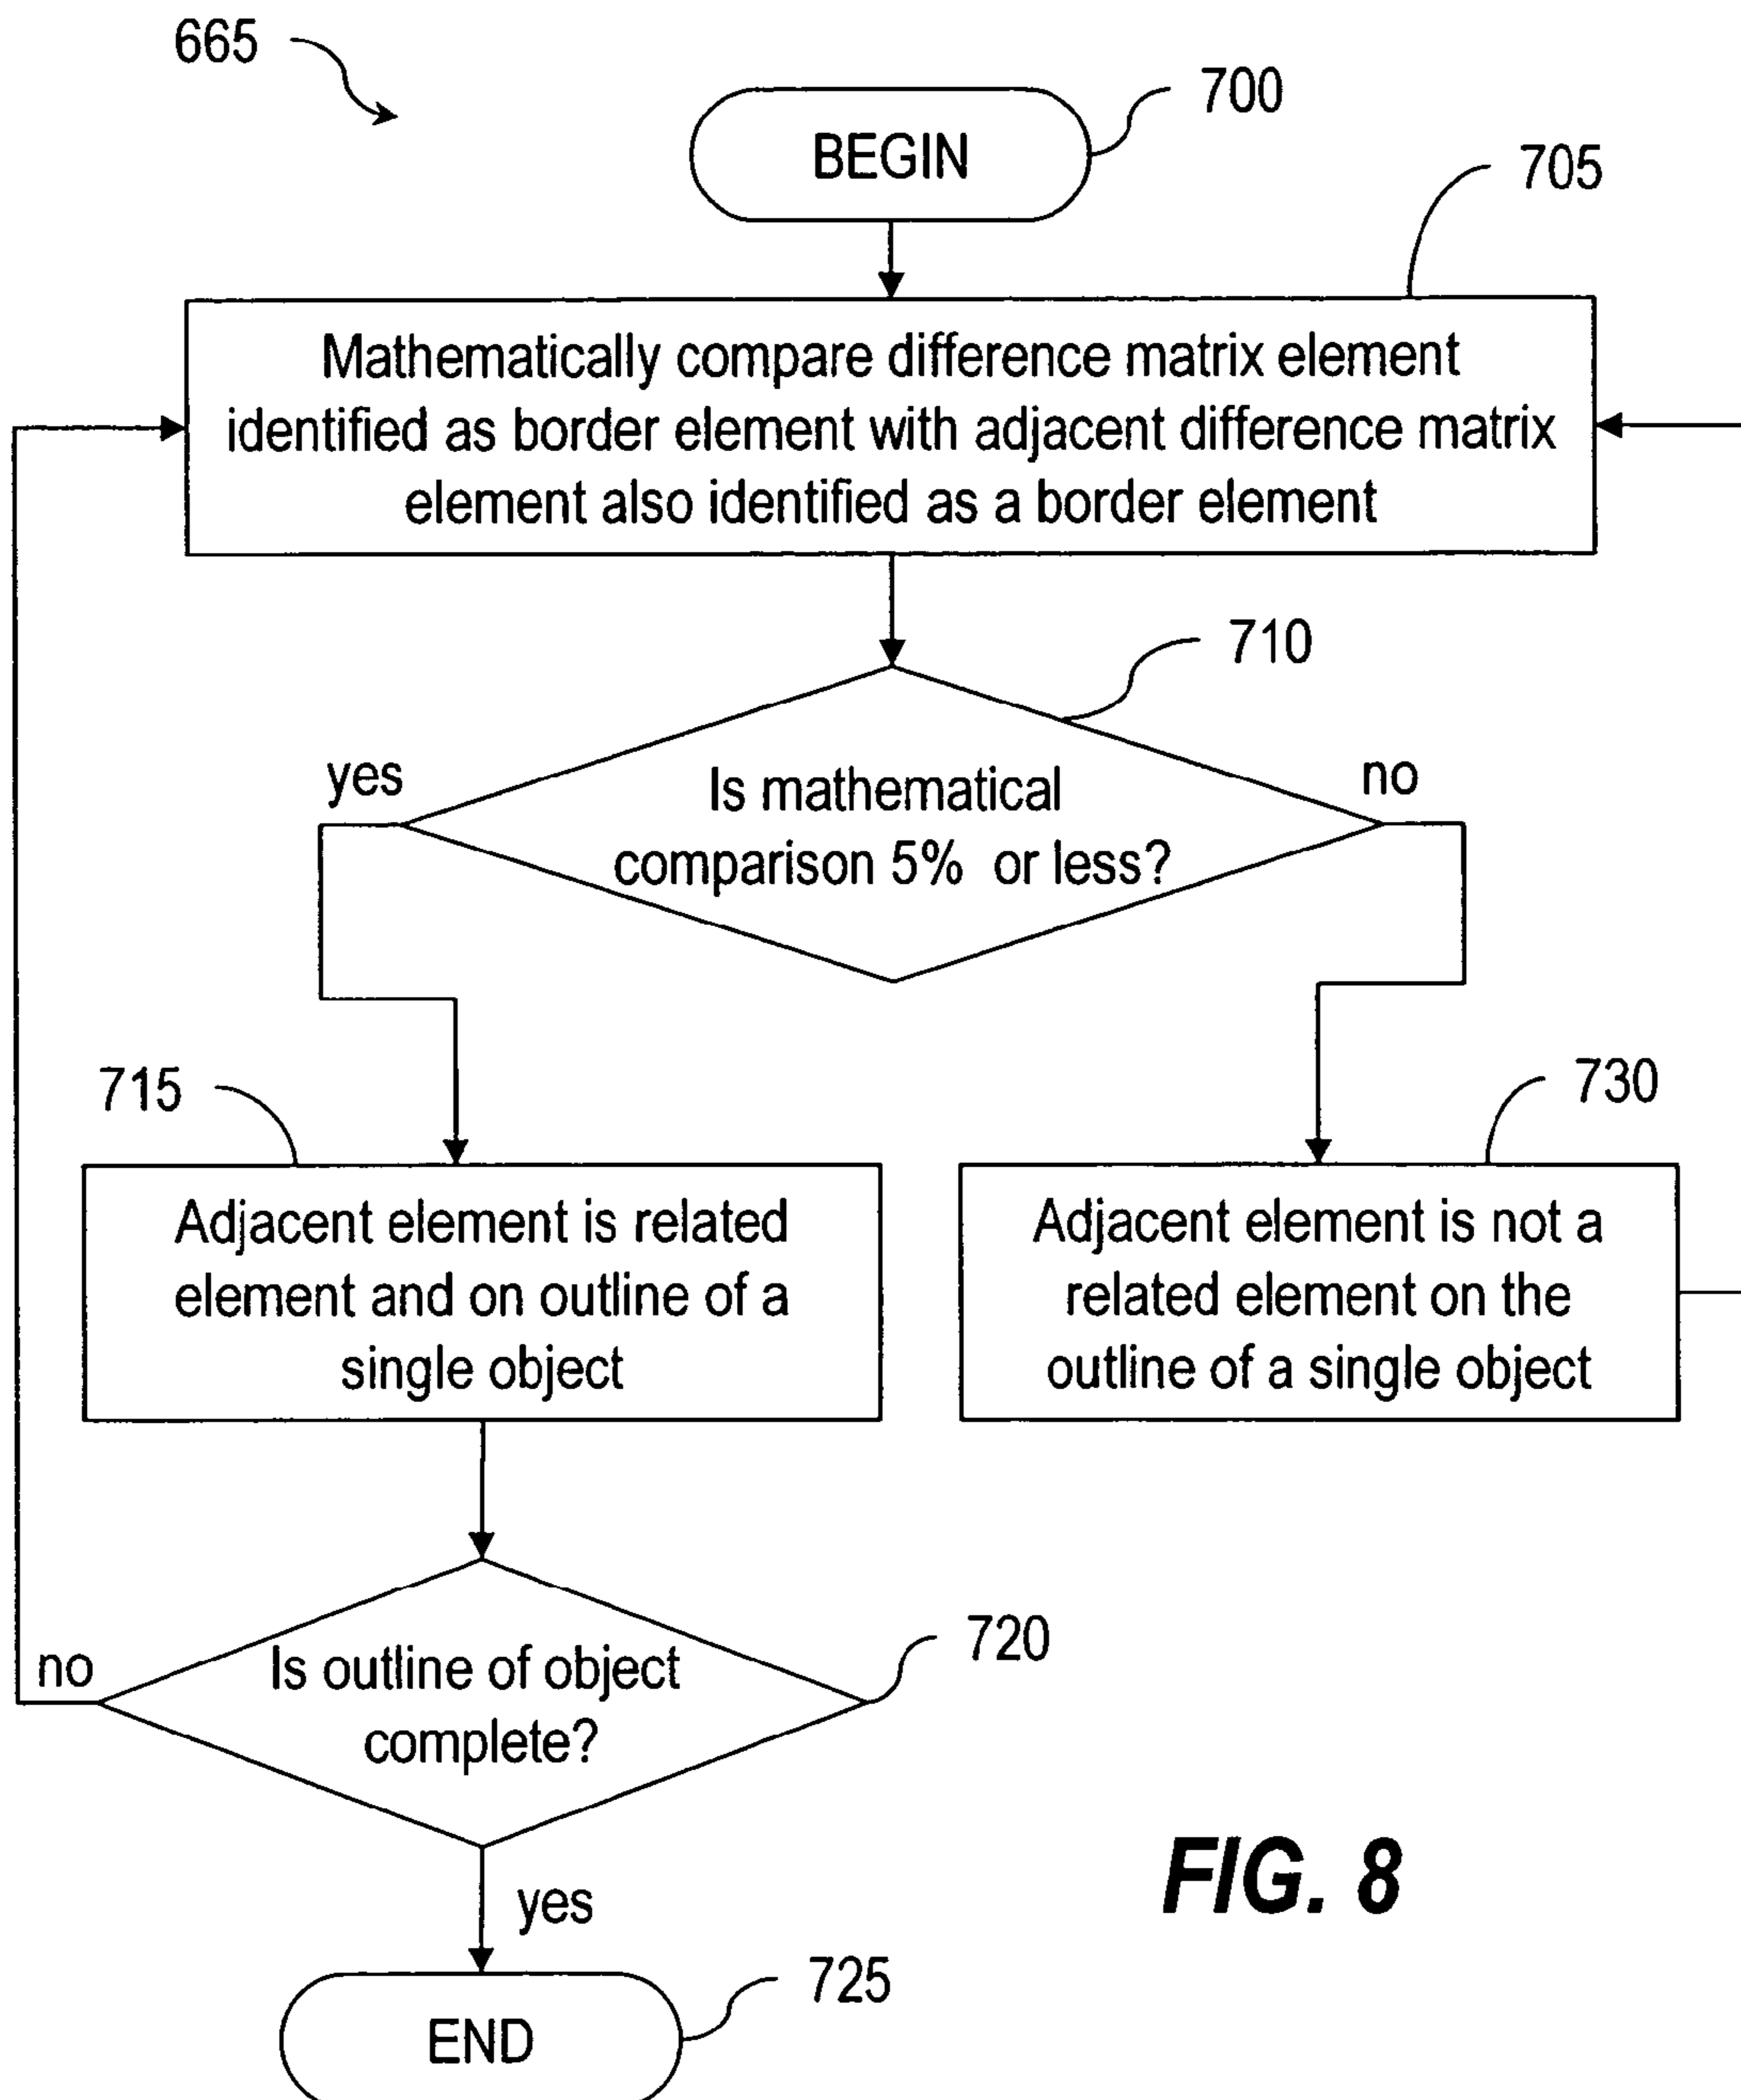 665
700
BEGIN
705
Mathematically compare difference matrix element
identified as border element with adjacent difference matrix
element also identified as a border element
710
yes
no
Is mathematical
comparison 5% or less?
715
730
Adjacent element is related
element and on outline of a
single object
Adjacent element is not a
related element on the
outline of a single object
720
no
Is outline of object
complete?
yes
FIG. 8
725
END